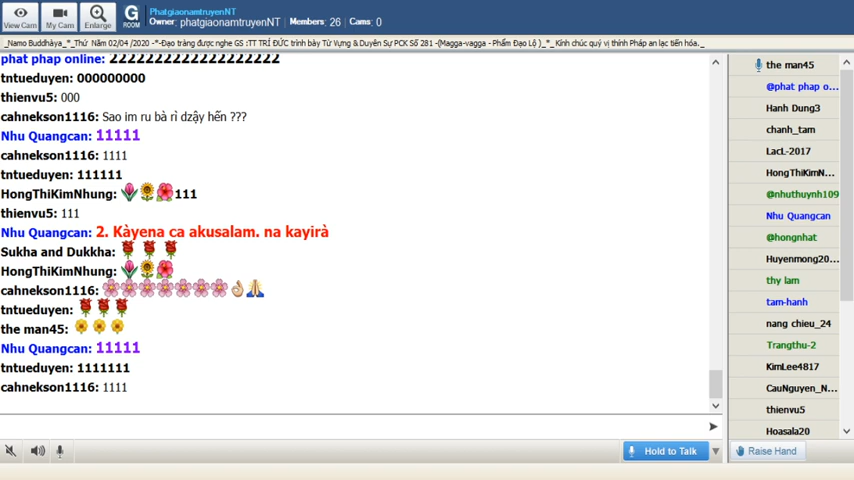 PhatgiaonamtruyenNT
Owner: phatgiaonamtruyenNT | Members: 26 | Cams: 0
View Cam
My Cam
Enlarge
G
ROOM
_Namo Buddhàya_*_Thứ Năm 02/04 /2020 -*-Đạo tràng được nghe GS :TT TRÍ ĐỨC trình bày Từ Vựng & Duyên Sự PCK Số 281 -(Magga-vagga - Phẩm Đạo Lộ )_*_ Kính chúc quý vị thính Pháp an lạc tiến hóa._
phat phap online: ZZZZZZZZZZZZZZZZZZZ
tntueduyen: 000000000
thienvu5: 000
cahnekson1116: Sao im ru bà rì dzậy hến ???
Nhu Quangcan: 11111
cahnekson1116: 1111
tntueduyen: 111111
HongThiKimNhung: 111
thienvu5: 111
Nhu Quangcan: 2. Kàyena ca akusalam. na kayirà
Sukha and Dukkha:
HongThiKimNhung:
cahnekson1116:
tntueduyen:
the man45:
Nhu Quangcan: 11111
tntueduyen: 1111111
cahnekson1116: 1111
the man45
@phat phap o...
Hanh Dung3
chanh_tam
LacL-2017
HongThiKimN...
@nhuthuynh109
Nhu Quangcan
@hongnhat
Huyenmong20...
thy lam
tam-hanh
nang chieu_24
Trangthu-2
KimLee4817
CauNguyen_N...
thienvu5
Hoasala20
Hold to Talk
Raise Hand